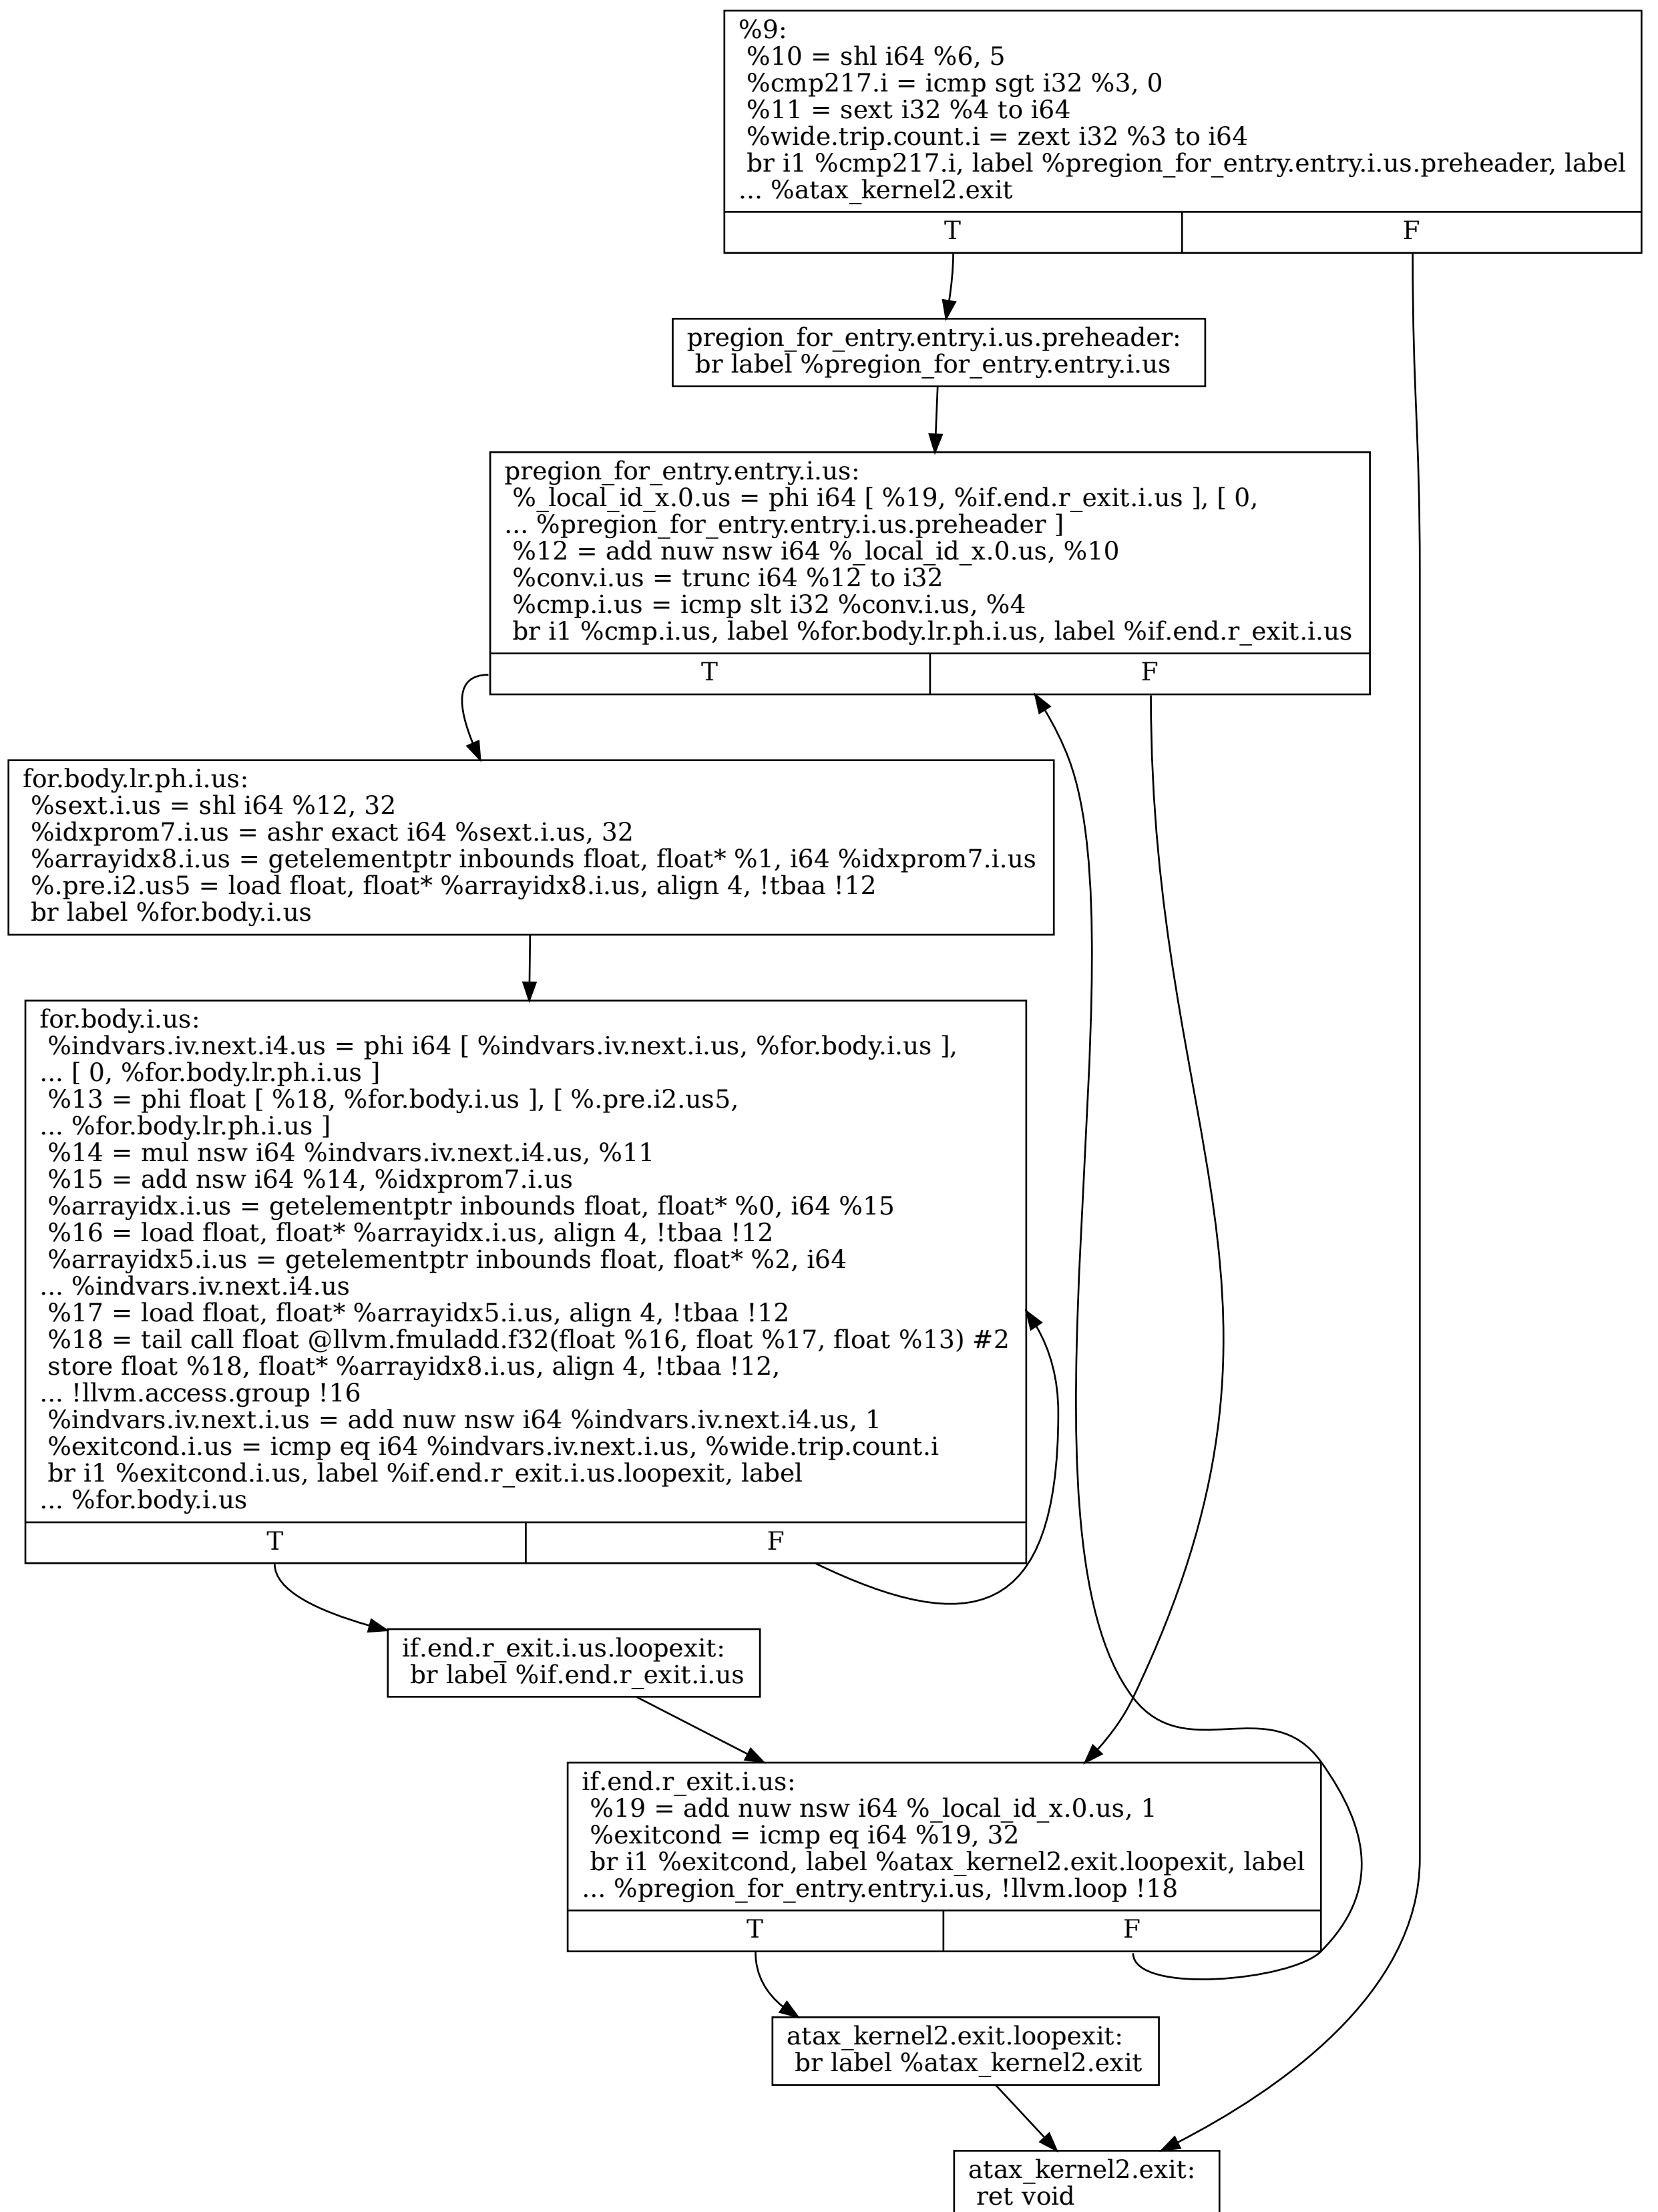 %9:
%10 = shl i64 %6, 5
%cmp217.i = icmp sgt i32 %3, 0
%11 = sext i32 %4 to i64
%wide.trip.count.i = zext i32 %3 to i64
br i1 %cmp217.i, label %pregion_for_entry.entry.i.us.preheader, label
... %atax_kernel2.exit
T
F
pregion_for_entry.entry.i.us.preheader:
br label %pregion_for_entry.entry.i.us
pregion_for_entry.entry.i.us:
%_local_id_x.0.us = phi i64 [ %19, %if.end.r_exit.i.us ], [ 0,
... %pregion_for_entry.entry.i.us.preheader ]
%12 = add nuw nsw i64 %_local_id_x.0.us, %10
%conv.i.us = trunc i64 %12 to i32
%cmp.i.us = icmp slt i32 %conv.i.us, %4
br i1 %cmp.i.us, label %for.body.lr.ph.i.us, label %if.end.r_exit.i.us
T
F
for.body.lr.ph.i.us:
%sext.i.us = shl i64 %12, 32
%idxprom7.i.us = ashr exact i64 %sext.i.us, 32
%arrayidx8.i.us = getelementptr inbounds float, float* %1, i64 %idxprom7.i.us
%.pre.i2.us5 = load float, float* %arrayidx8.i.us, align 4, !tbaa !12
br label %for.body.i.us
for.body.i.us:
%indvars.iv.next.i4.us = phi i64 [ %indvars.iv.next.i.us, %for.body.i.us ],
... [ 0, %for.body.lr.ph.i.us ]
%13 = phi float [ %18, %for.body.i.us ], [ %.pre.i2.us5,
... %for.body.lr.ph.i.us ]
%14 = mul nsw i64 %indvars.iv.next.i4.us, %11
%15 = add nsw i64 %14, %idxprom7.i.us
%arrayidx.i.us = getelementptr inbounds float, float* %0, i64 %15
%16 = load float, float* %arrayidx.i.us, align 4, !tbaa !12
%arrayidx5.i.us = getelementptr inbounds float, float* %2, i64
... %indvars.iv.next.i4.us
%17 = load float, float* %arrayidx5.i.us, align 4, !tbaa !12
%18 = tail call float @llvm.fmuladd.f32(float %16, float %17, float %13) #2
store float %18, float* %arrayidx8.i.us, align 4, !tbaa !12,
... !llvm.access.group !16
%indvars.iv.next.i.us = add nuw nsw i64 %indvars.iv.next.i4.us, 1
%exitcond.i.us = icmp eq i64 %indvars.iv.next.i.us, %wide.trip.count.i
br i1 %exitcond.i.us, label %if.end.r_exit.i.us.loopexit, label
... %for.body.i.us
T
F
if.end.r_exit.i.us.loopexit:
br label %if.end.r_exit.i.us
if.end.r_exit.i.us:
%19 = add nuw nsw i64 %_local_id_x.0.us, 1
%exitcond = icmp eq i64 %19, 32
br i1 %exitcond, label %atax_kernel2.exit.loopexit, label
... %pregion_for_entry.entry.i.us, !llvm.loop !18
T
F
atax_kernel2.exit.loopexit:
br label %atax_kernel2.exit
atax_kernel2.exit:
ret void